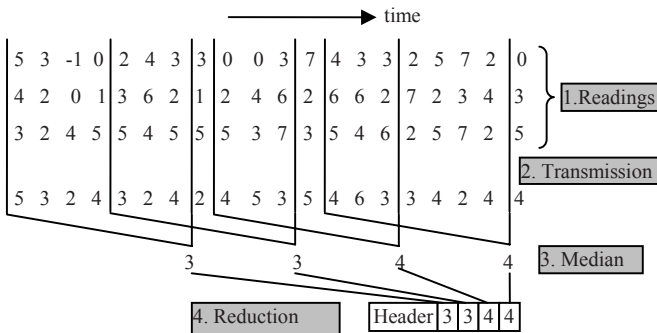 time
5 3 -1 0 2 4 3 3 0 0 3 7 4 3 3 2 5 7 2 0
4 2 0 1 3 6 2 1 2 4 6 2 6 6 2 7 2 3 4 3
1.Readings
3 2 4 5 5 4 5 5 5 3 7 3 5 4 6 2 5 7 2 5
2. Transmission
5 3 2 4 3 2 4 2 4 5 3 5 4 6 3 3 4 2 4 4
3 3 4 4 3. Median
4. Reduction Header 3 3 4 4